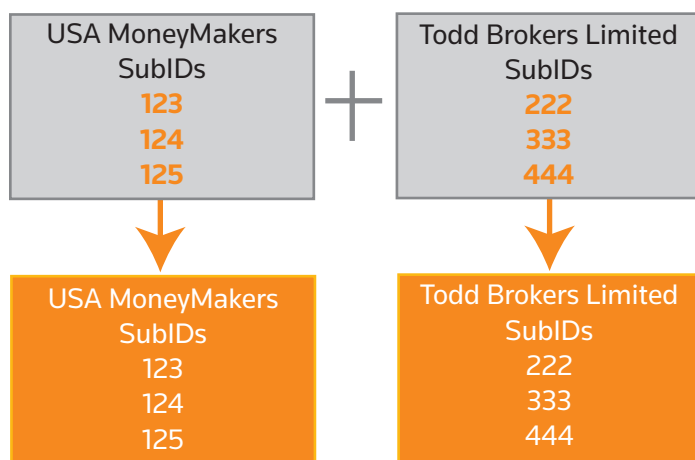 USA MoneyMakers
SubIDs
123
124
125
Todd Brokers Limited
SubIDs
222
333
444
USA MoneyMakers
SubIDs
123
124
125
Todd Brokers Limited
SubIDs
222
333
444